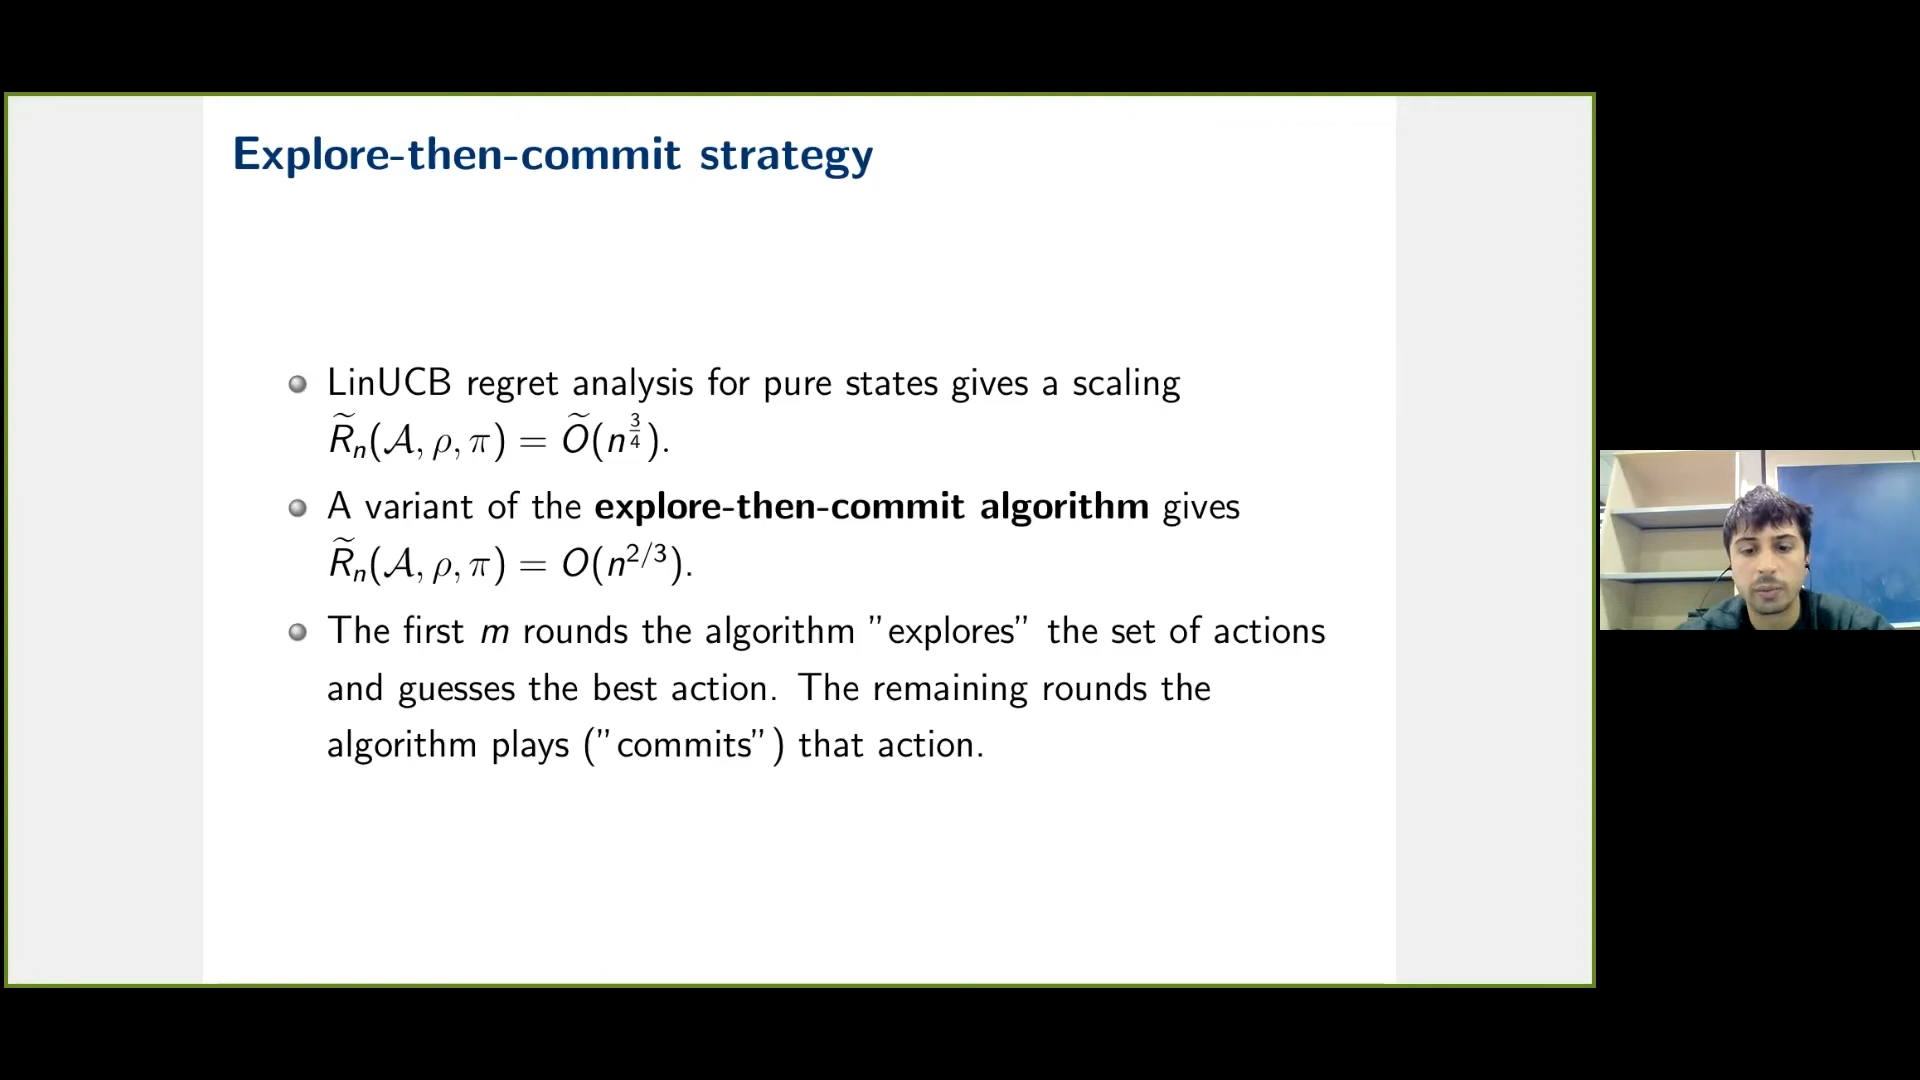 Explore-then-commit strategy
LinUCB regret analysis for pure states gives a scaling
R̃ₙ(𝒜, ρ, π) = Õ(n^{3/4}).
A variant of the explore-then-commit algorithm gives
R̃ₙ(𝒜, ρ, π) = O(n^{2/3}).
The first m rounds the algorithm ”explores” the set of actions
and guesses the best action. The remaining rounds the
algorithm plays (”commits”) that action.